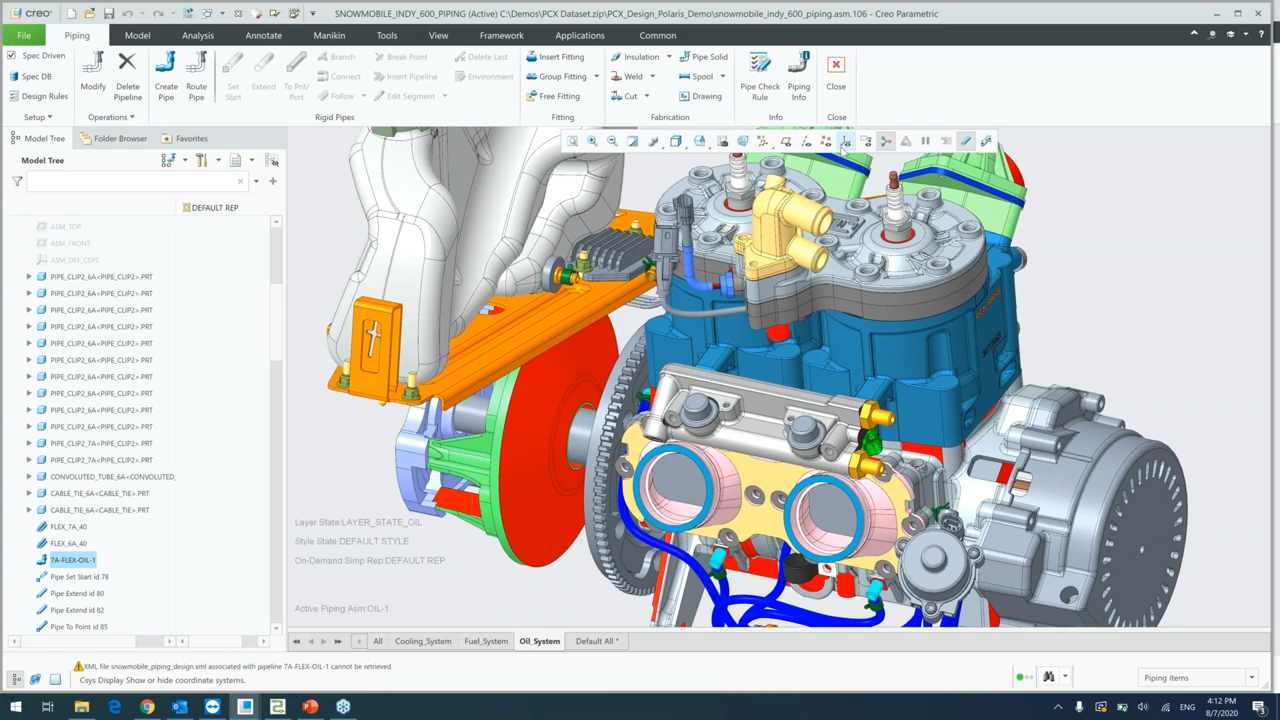 creo
SNOWMOBILE_INDY_600_PIPING (Active) C:\Demos\PCX Dataset.zip\PCX_Design_Polaris_Demo\snowmobile_indy_600_piping.asm.106 - Creo Parametric
File Piping Model Analysis Annotate Manikin Tools View Framework Applications Common
Spec Driven
Spec DB
Design Rules
Setup
Modify
Delete Pipeline
Operations
Create Pipe
Route Pipe
Set Start
Extend
To Pnt/Port
Branch
Connect
Follow
Break Point
Insert Pipeline
Edit Segment
Delete Last
Environment
Rigid Pipes
Insert Fitting
Group Fitting
Free Fitting
Fitting
Insulation
Weld
Cut
Pipe Solid
Spool
Drawing
Fabrication
Pipe Check Rule
Piping Info
Info
Close
Close
Model Tree Folder Browser Favorites
Model Tree
DEFAULT REP
ASM_TOP
ASM_FRONT
ASM_DEF_CSYS
PIPE_CLIP2_6A<PIPE_CLIP2>.PRT
PIPE_CLIP2_6A<PIPE_CLIP2>.PRT
PIPE_CLIP2_6A<PIPE_CLIP2>.PRT
PIPE_CLIP2_6A<PIPE_CLIP2>.PRT
PIPE_CLIP2_6A<PIPE_CLIP2>.PRT
PIPE_CLIP2_6A<PIPE_CLIP2>.PRT
PIPE_CLIP2_6A<PIPE_CLIP2>.PRT
PIPE_CLIP2_6A<PIPE_CLIP2>.PRT
PIPE_CLIP2_6A<PIPE_CLIP2>.PRT
PIPE_CLIP2_6A<PIPE_CLIP2>.PRT
PIPE_CLIP2_7A<PIPE_CLIP2>.PRT
PIPE_CLIP2_7A<PIPE_CLIP2>.PRT
CONVOLUTED_TUBE_6A<CONVOLUTED_
CABLE_TIE_6A<CABLE_TIE>.PRT
CABLE_TIE_6A<CABLE_TIE>.PRT
FLEX_7A_40
FLEX_6A_40
7A-FLEX-OIL-1
Pipe Set Start id 78
Pipe Extend id 80
Pipe Extend id 82
Pipe To Point id 85
Layer State:LAYER_STATE_OIL
Style State:DEFAULT STYLE
On-Demand Simp Rep:DEFAULT REP
Active Piping Asm:OIL-1
All Cooling_System Fuel_System Oil_System Default All *
XML file snowmobile_piping_design.xml associated with pipeline 7A-FLEX-OIL-1 cannot be retrieved.
Csys Display Show or hide coordinate systems.
Piping items
ENG
4:12 PM
8/7/2020